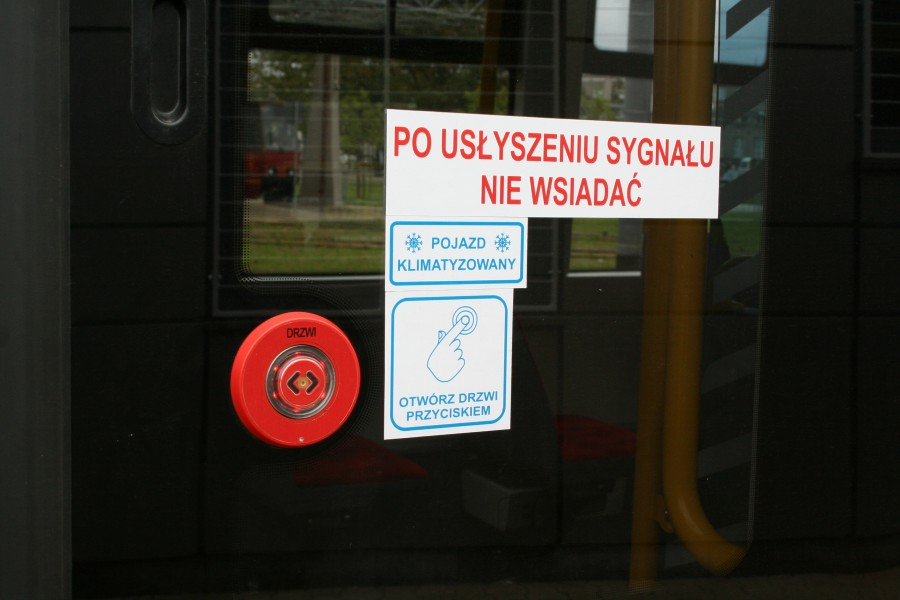 PO USŁYSZENIU SYGNAŁU
NIE WSIADAĆ
POJAZD
KLIMATYZOWANY
DRZWI
OTWÓRZ DRZWI
PRZYCISKIEM